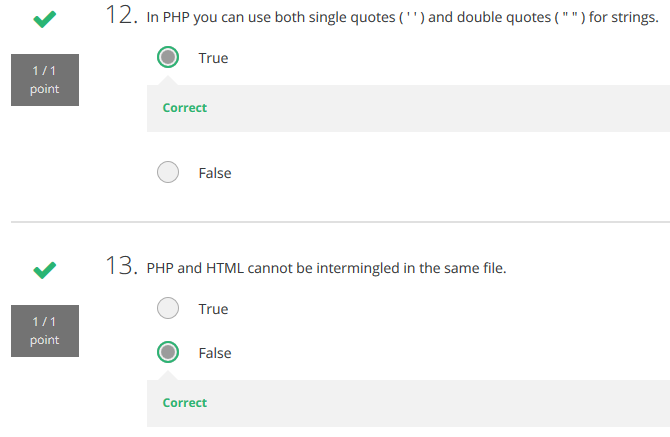 12. In PHP you can use both single quotes ( ' ' ) and double quotes ( " " ) for strings.
True
1 / 1
point
Correct
False
13. PHP and HTML cannot be intermingled in the same file.
True
1 / 1
point
False
Correct